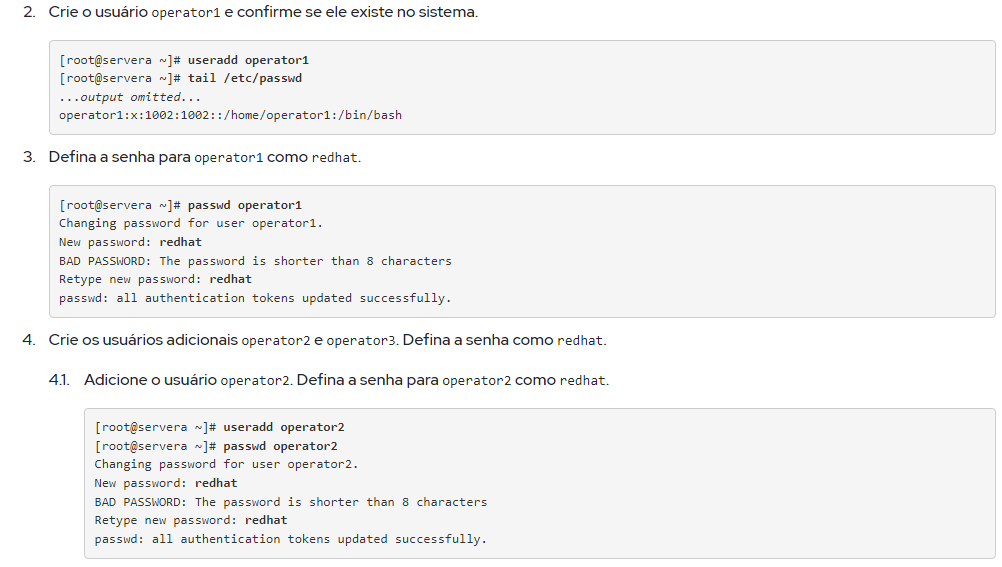 2. Crie o usuário operator1 e confirme se ele existe no sistema.
[root@servera ~]# useradd operator1
[root@servera ~]# tail /etc/passwd
...output omitted...
operator1:x:1002:1002::/home/operator1:/bin/bash
3. Defina a senha para operator1 como redhat.
[root@servera ~]# passwd operator1
Changing password for user operator1.
New password: redhat
BAD PASSWORD: The password is shorter than 8 characters
Retype new password: redhat
passwd: all authentication tokens updated successfully.
4. Crie os usuários adicionais operator2 e operator3. Defina a senha como redhat.
4.1. Adicione o usuário operator2. Defina a senha para operator2 como redhat.
[root@servera ~]# useradd operator2
[root@servera ~]# passwd operator2
Changing password for user operator2.
New password: redhat
BAD PASSWORD: The password is shorter than 8 characters
Retype new password: redhat
passwd: all authentication tokens updated successfully.